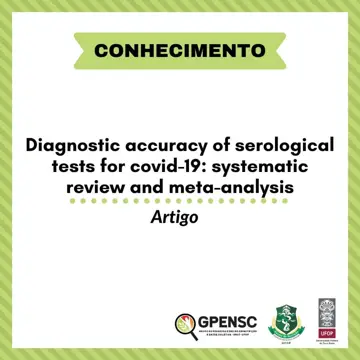 CONHECIMENTO
Diagnostic accuracy of serological
tests for covid-19: systematic
review and meta-analysis
Artigo
GPENSC
UFOP